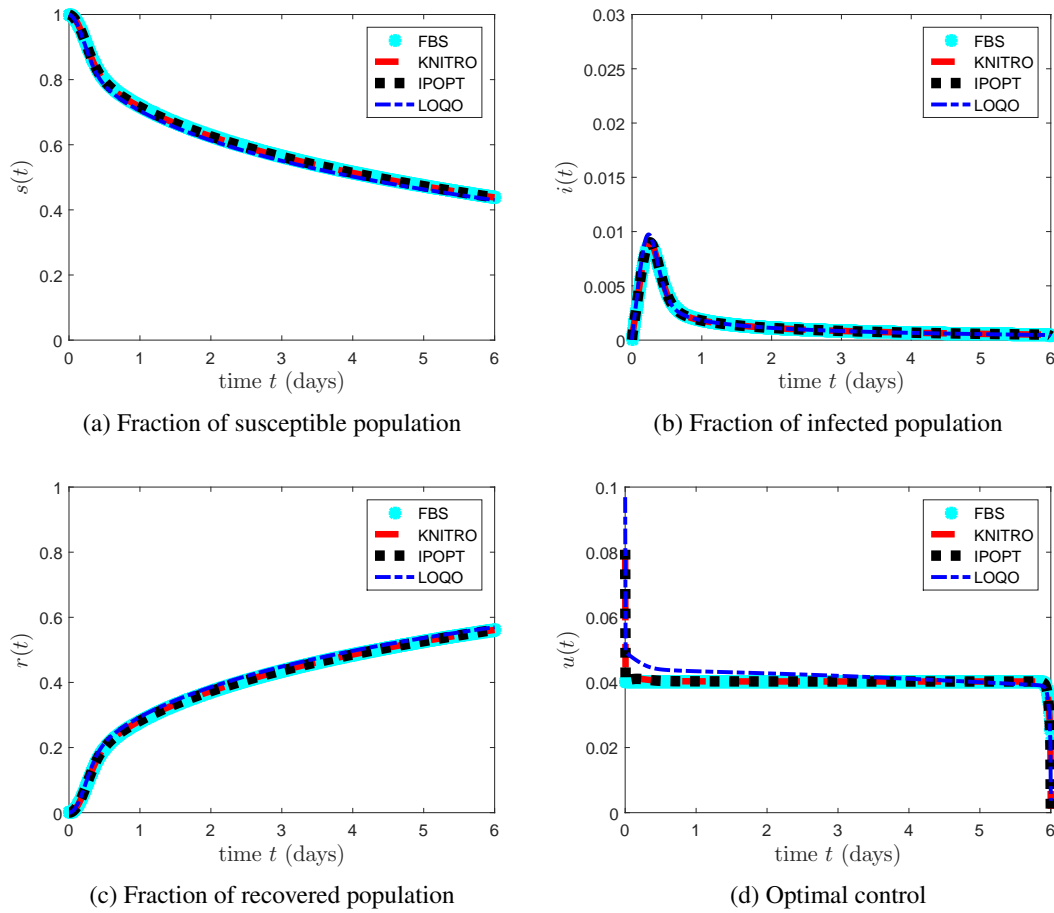 1
0.8
0.6
0.4
0.2
0
s(t)
FBS
KNITRO
IPOPT
LOQO
0 1 2 3 4 5 6
time t (days)
(a) Fraction of susceptible population
0.03
0.025
0.020
0.015
0.01
0.005
0
i(t)
FBS
KNITRO
IPOPT
LOQO
0 1 2 3 4 5 6
time t (days)
(b) Fraction of infected population
1
0.8
0.6
0.4
0.2
0
r(t)
FBS
KNITRO
IPOPT
LOQO
0 1 2 3 4 5 6
time t (days)
(c) Fraction of recovered population
0.1
0.08
0.06
0.04
0.02
0
u(t)
FBS
KNITRO
IPOPT
LOQO
0 1 2 3 4 5 6
time t (days)
(d) Optimal control